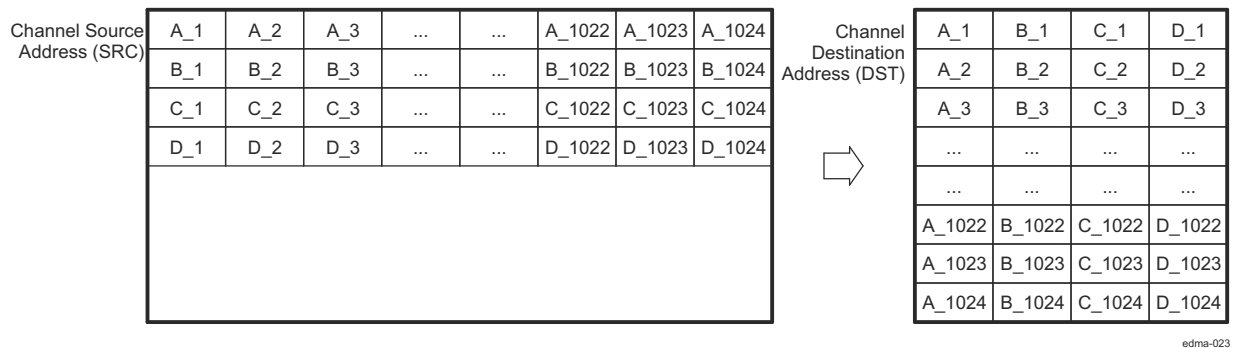 Channel Source
Address (SRC)
A_1 A_2 A_3 ... ... A_1022 A_1023 A_1024
B_1 B_2 B_3 ... ... B_1022 B_1023 B_1024
C_1 C_2 C_3 ... ... C_1022 C_1023 C_1024
D_1 D_2 D_3 ... ... D_1022 D_1023 D_1024
Channel
Destination
Address (DST)
A_1 B_1 C_1 D_1
A_2 B_2 C_2 D_2
A_3 B_3 C_3 D_3
... ... ... ...
... ... ... ...
A_1022 B_1022 C_1022 D_1022
A_1023 B_1023 C_1023 D_1023
A_1024 B_1024 C_1024 D_1024
edma-023